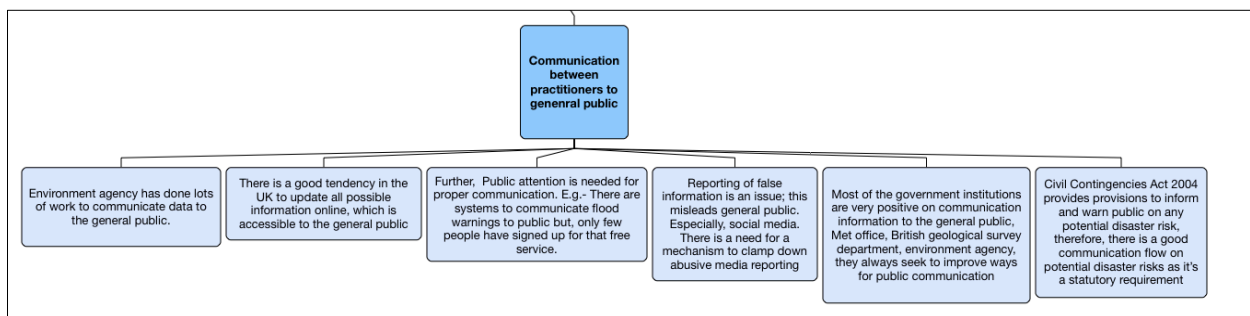 Communication
between
practitioners to
genenral public
Environment agency has done lots
of work to communicate data to
the general public.
There is a good tendency in the
UK to update all possible
information online, which is
accessible to the general public
Further,  Public attention is needed for
proper communication. E.g.- There are
systems to communicate flood
warnings to public but, only few
people have signed up for that free
service.
Reporting of false
information is an issue; this
misleads general public.
Especially, social media.
There is a need for a
mechanism to clamp down
abusive media reporting
Most of the government institutions
are very positive on communication
information to the general public,
Met office, British geological survey
department, environment agency,
they always seek to improve ways
for public communication
Civil Contingencies Act 2004
provides provisions to inform
and warn public on any
potential disaster risk,
therefore, there is a good
communication flow on
potential disaster risks as it's
a statutory requirement